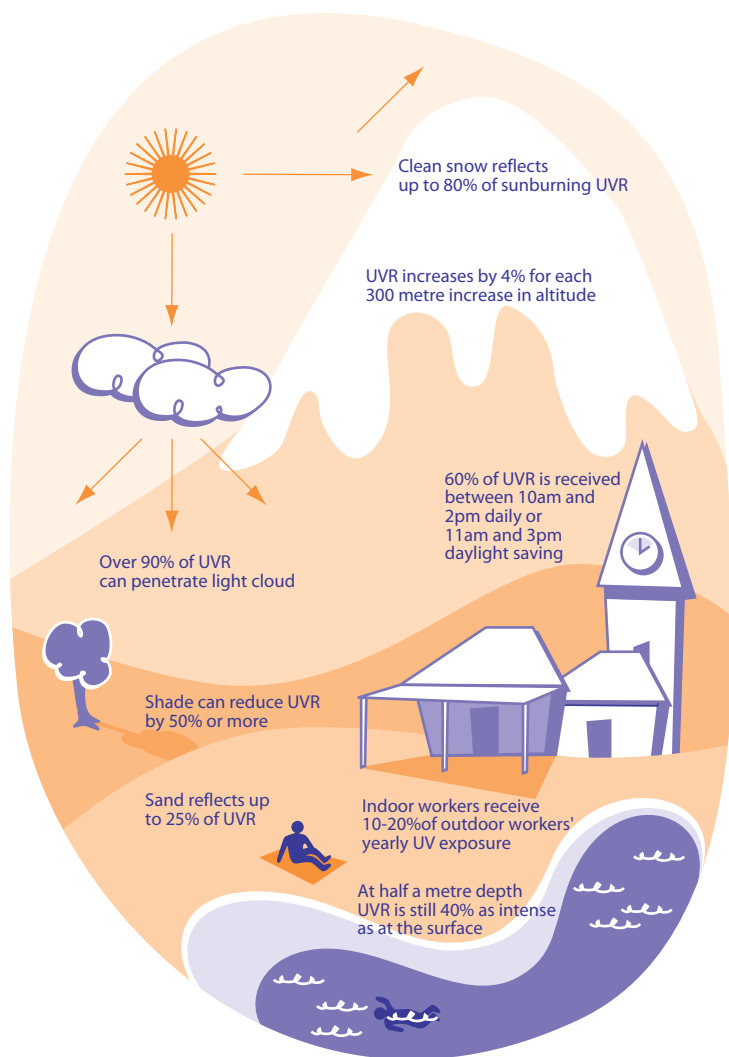 Clean snow reflects
up to 80% of sunburning UVR
UVR increases by 4% for each
300 metre increase in altitude
60% of UVR is received
between 10am and
2pm daily or
11am and 3pm
daylight saving
Over 90% of UVR
can penetrate light cloud
Shade can reduce UVR
by 50% or more
Sand reflects up
to 25% of UVR
Indoor workers receive
10-20%of outdoor workers'
yearly UV exposure
At half a metre depth
UVR is still 40% as intense
as at the surface